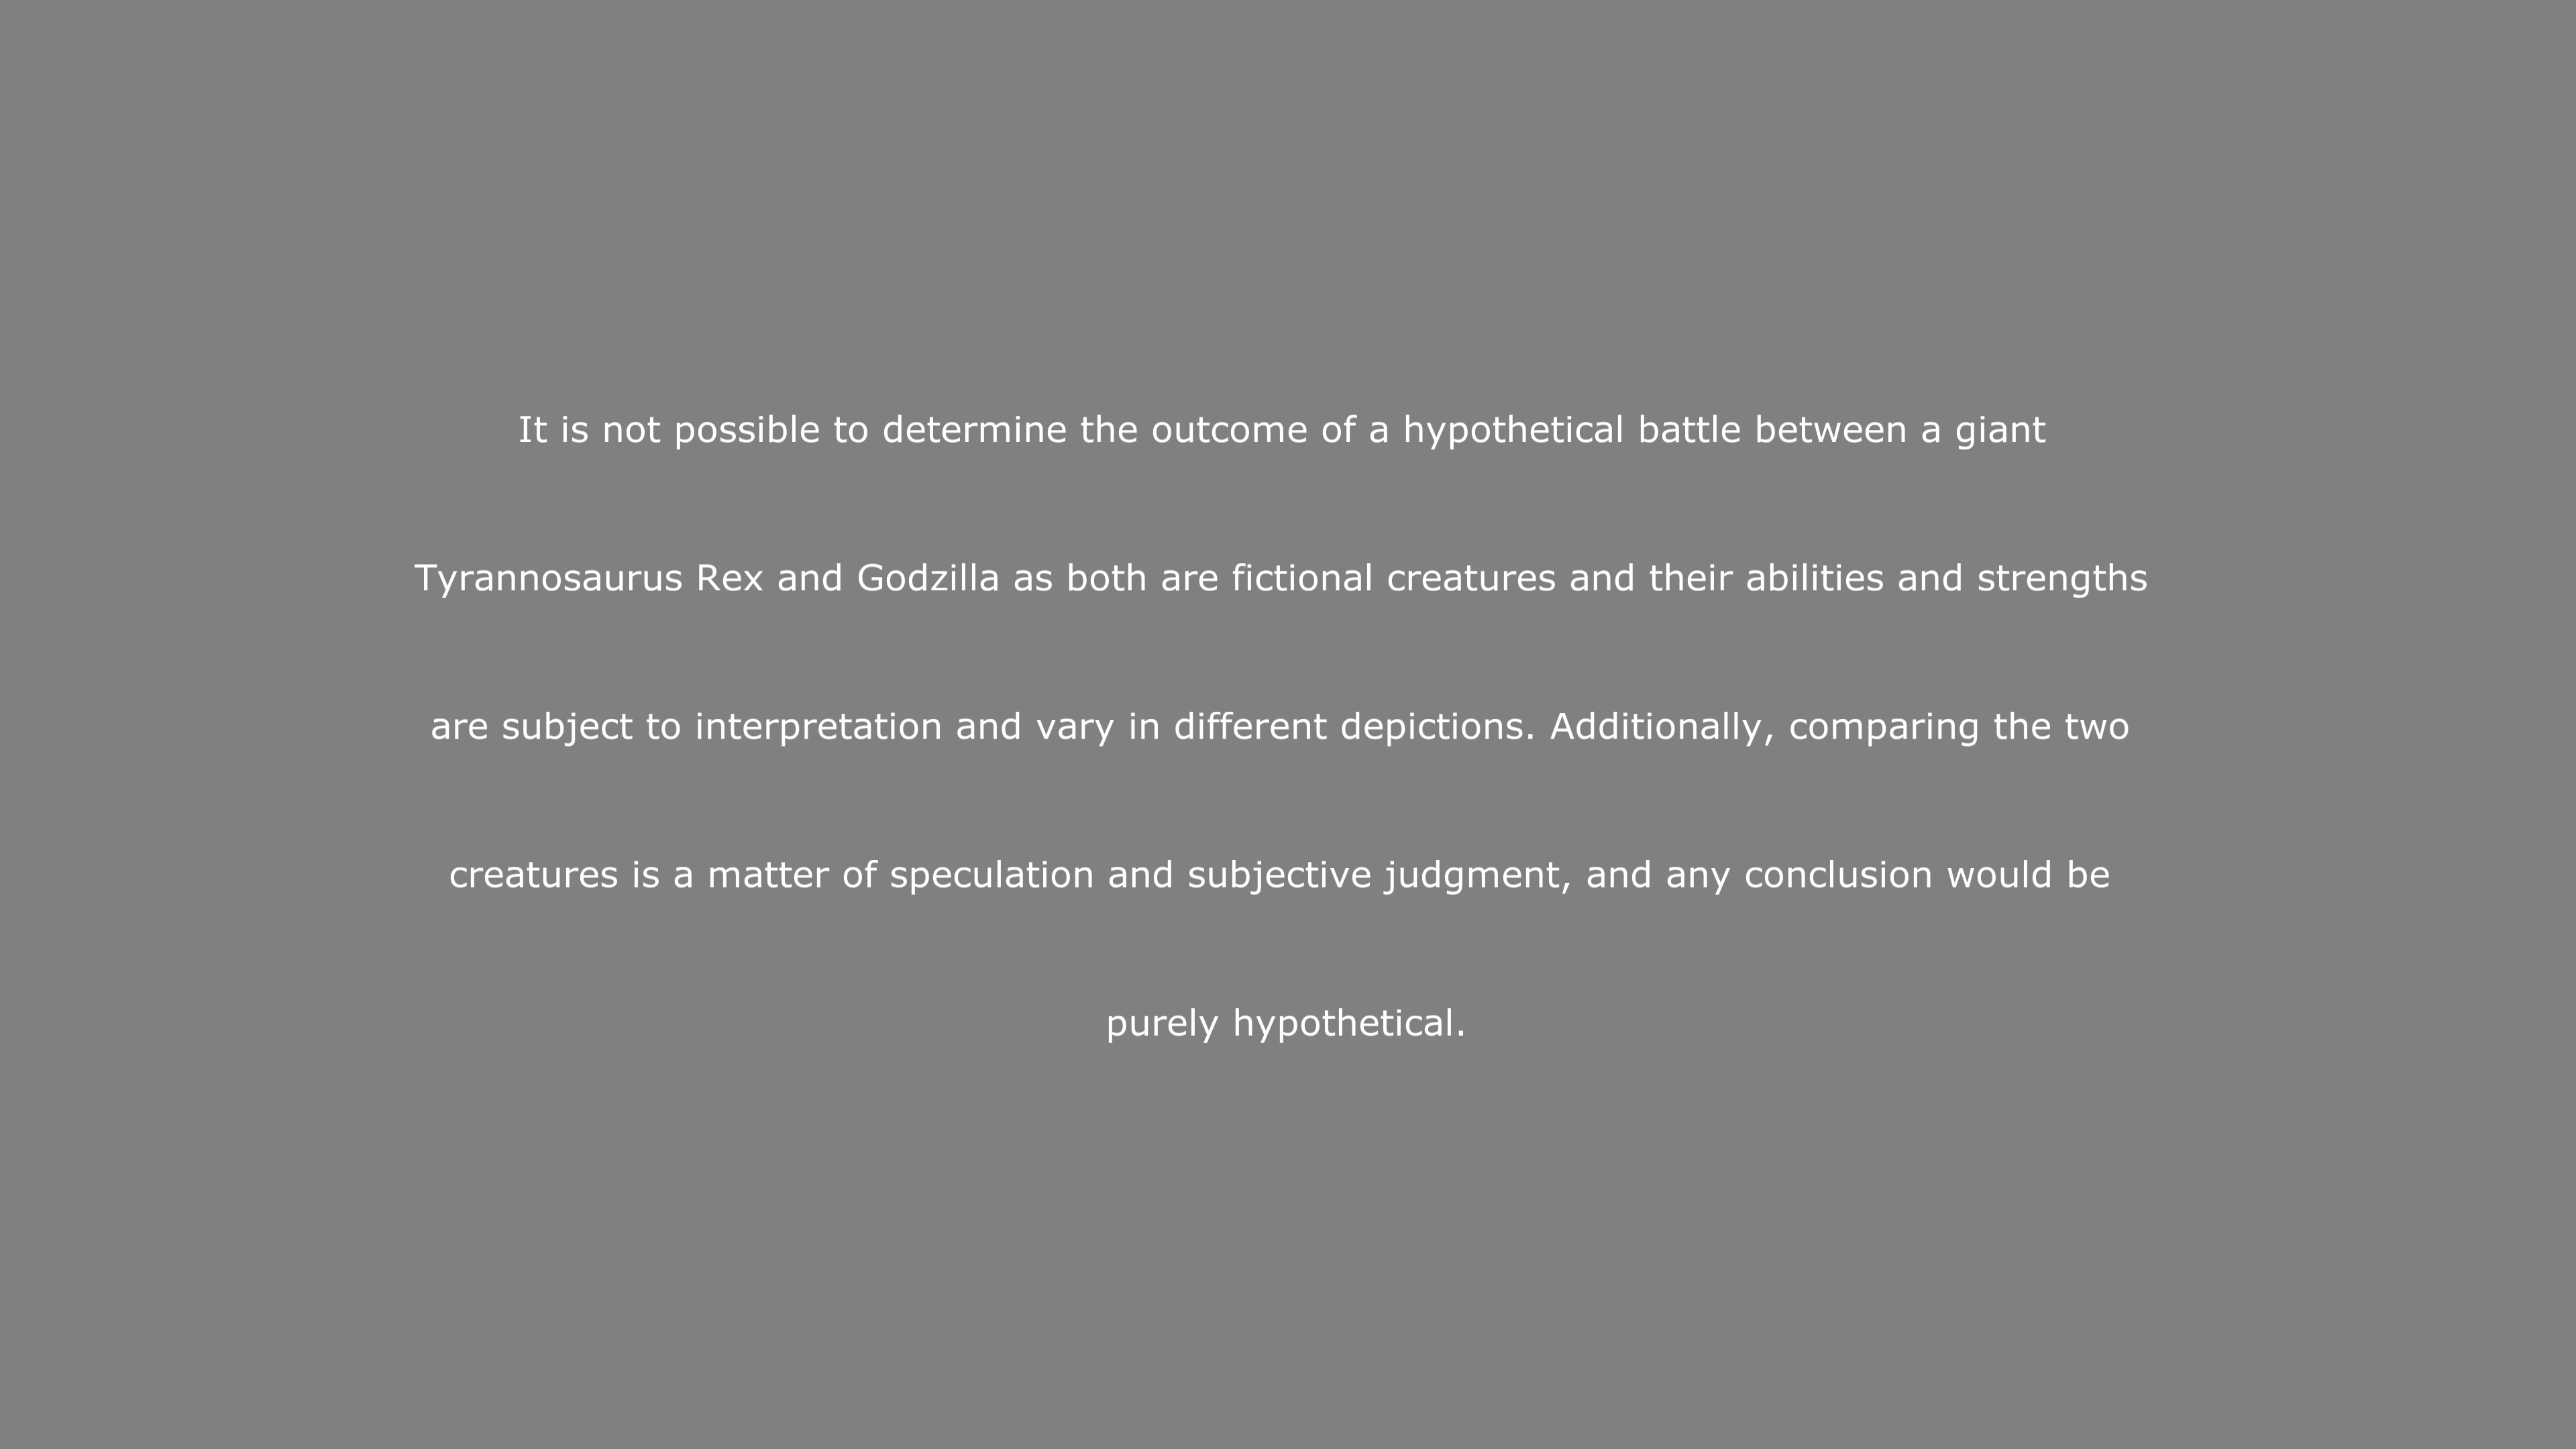 It is not possible to determine the outcome of a hypothetical battle between a giant
Tyrannosaurus Rex and Godzilla as both are fictional creatures and their abilities and strengths
are subject to interpretation and vary in different depictions. Additionally, comparing the two
creatures is a matter of speculation and subjective judgment, and any conclusion would be
purely hypothetical.